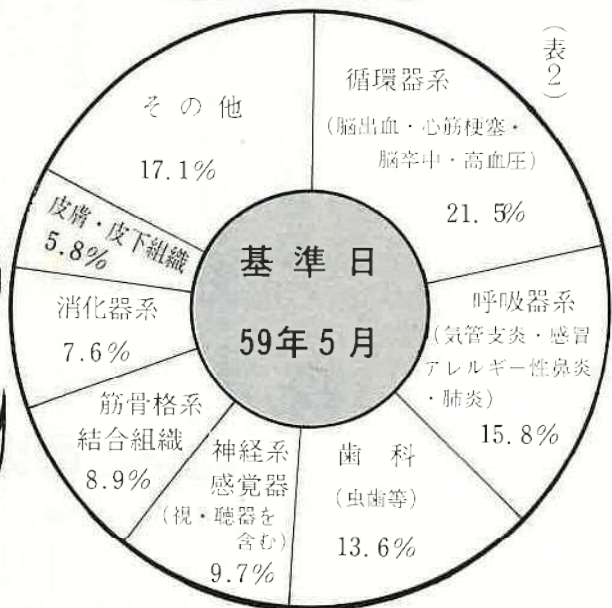 (表2)
基準日
59年5月
循環器系
(脳出血・心筋梗塞・
脳卒中・高血圧)
21.5%
呼吸器系
(気管支炎・感冒
アレルギー性鼻炎
・肺炎)
15.8%
歯科
(虫歯等)
13.6%
神経系
感覚器
(視・聴器を
含む)
9.7%
筋骨格系
結合組織
8.9%
消化器系
7.6%
皮膚・皮下組織
5.8%
その他
17.1%